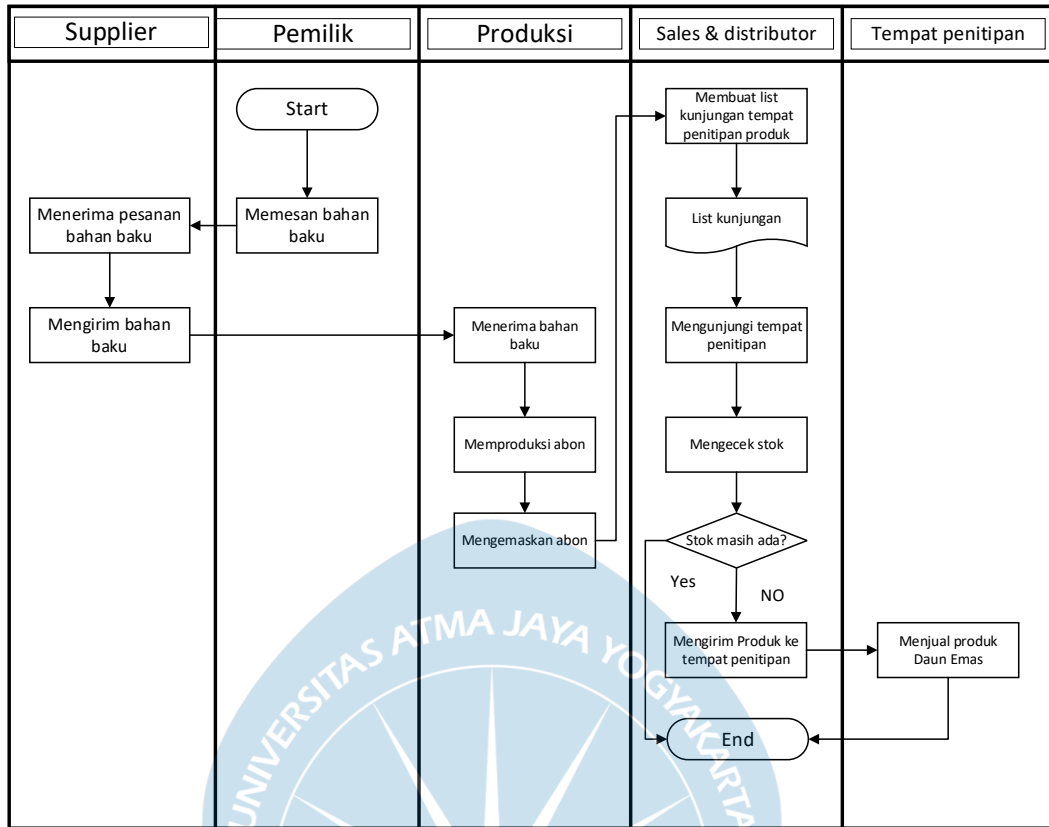 Supplier
Pemilik
Produksi
Sales & distributor
Tempat penitipan
Start
Memesan bahan
baku
Menerima pesanan
bahan baku
Mengirim bahan
baku
Menerima bahan
baku
Memproduksi abon
Mengemaskan abon
Membuat list
kunjungan tempat
penitipan produk
List kunjungan
Mengunjungi tempat
penitipan
Mengecek stok
Stok masih ada?
Yes
NO
Mengirim Produk ke
tempat penitipan
Menjual produk
Daun Emas
End
UNIVERSITAS ATMA JAYA YOGYAKARTA